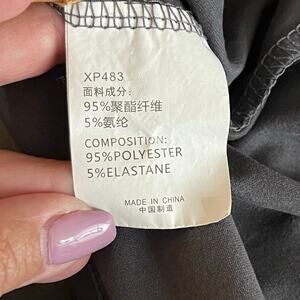 XP483
面料成分：
95%聚酯纤维
5%氨纶
COMPOSITION:
95%POLYESTER
5%ELASTANE
MADE IN CHINA
中国制造